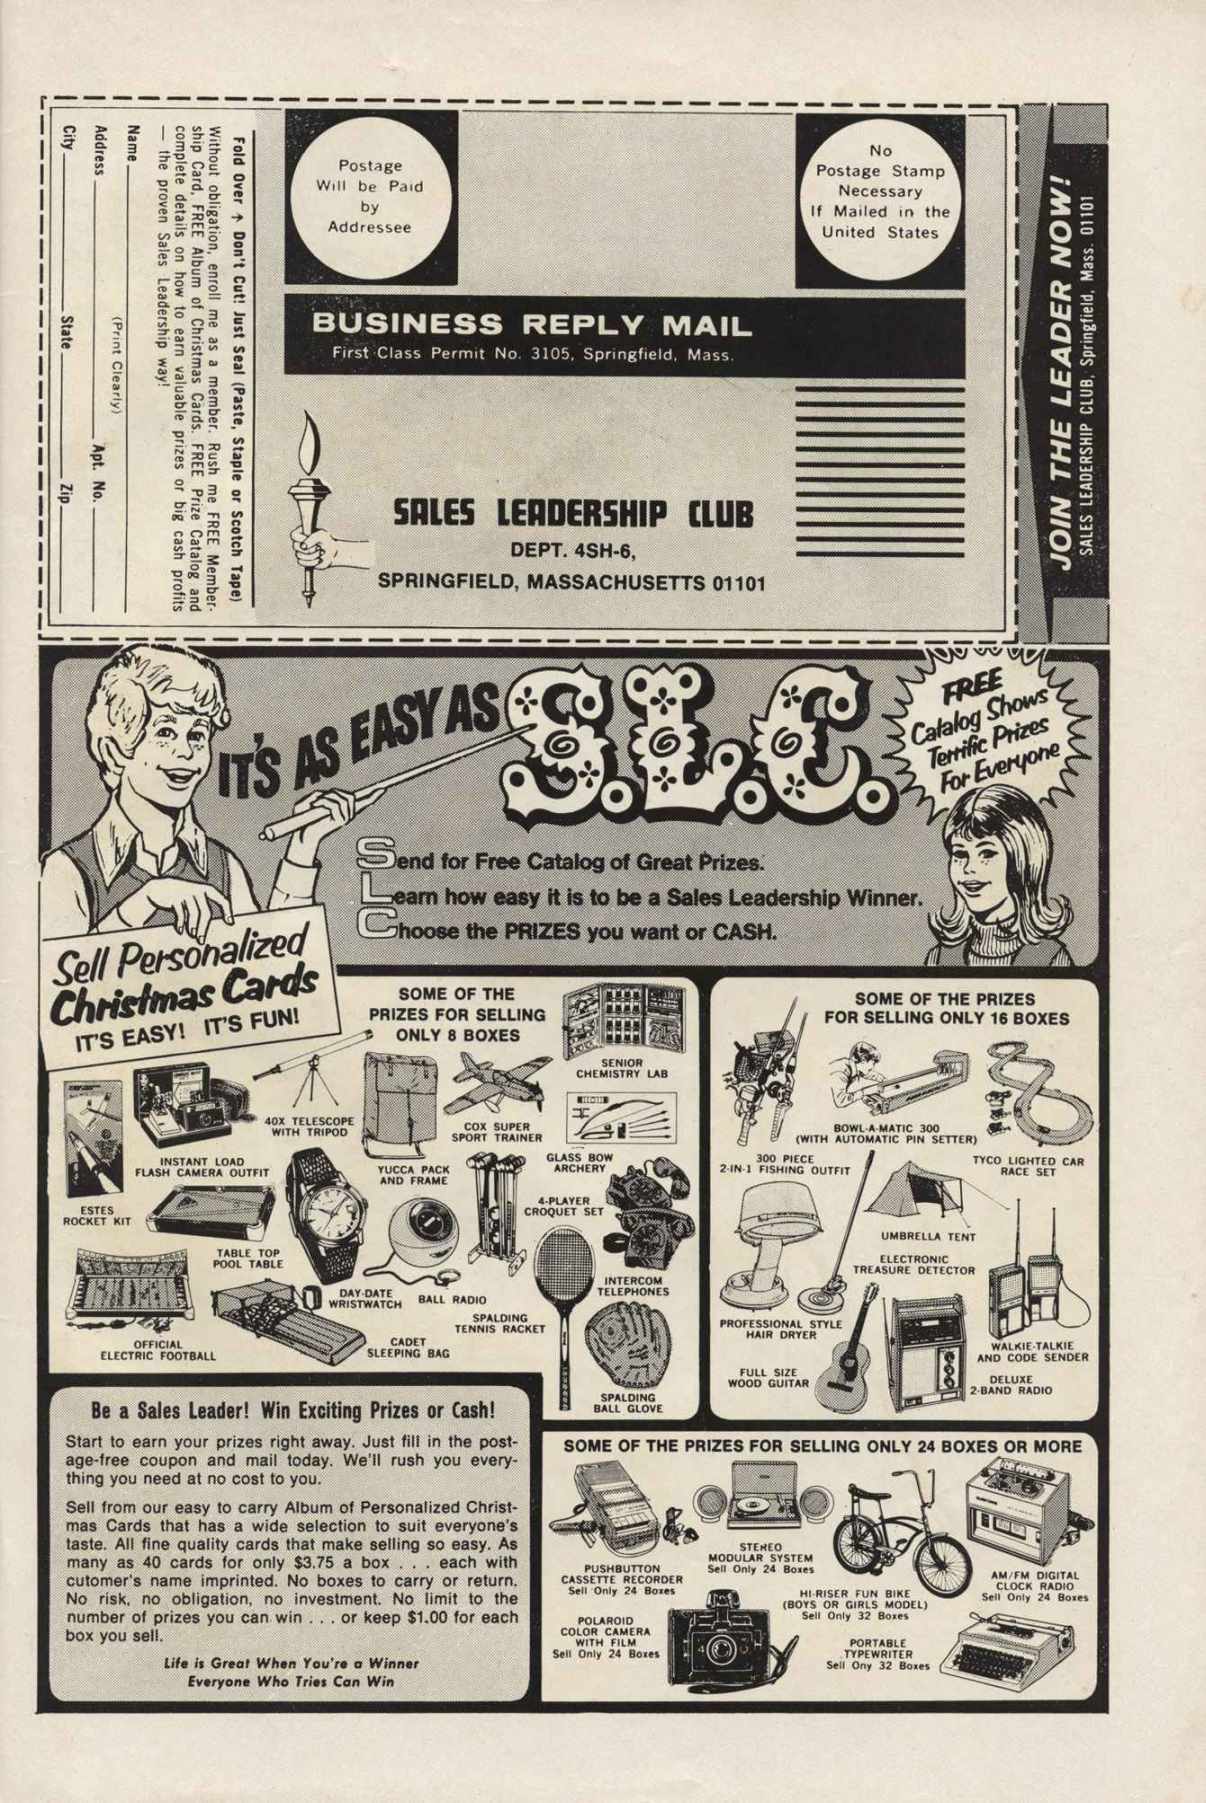 Fold Over ↑ Don't Cut! Just Seal (Paste, Staple or Scotch Tape)
Without obligation, enroll me as a member. Rush me FREE Member-
ship Card, FREE Album of Christmas Cards. FREE Prize Catalog and
complete details on how to earn valuable prizes or big cash profits
— the proven Sales Leadership way!
Name
(Print Clearly)
Address Apt. No.
City State Zip
Postage
Will be Paid
by
Addressee
No
Postage Stamp
Necessary
If Mailed in the
United States
BUSINESS REPLY MAIL
First Class Permit No. 3105, Springfield, Mass.
SALES LEADERSHIP CLUB
DEPT. 4SH-6,
SPRINGFIELD, MASSACHUSETTS 01101
JOIN THE LEADER NOW!
SALES LEADERSHIP CLUB, Springfield, Mass. 01101
IT'S AS EASY AS S.L.C.
FREE
Catalog Shows
Terrific Prizes
For Everyone
Send for Free Catalog of Great Prizes.
Learn how easy it is to be a Sales Leadership Winner.
Choose the PRIZES you want or CASH.
Sell Personalized
Christmas Cards
IT'S EASY! IT'S FUN!
SOME OF THE
PRIZES FOR SELLING
ONLY 8 BOXES
SENIOR
CHEMISTRY LAB
40X TELESCOPE
WITH TRIPOD
COX SUPER
SPORT TRAINER
INSTANT LOAD
FLASH CAMERA OUTFIT
YUCCA PACK
AND FRAME
GLASS BOW
ARCHERY
ESTES
ROCKET KIT
4-PLAYER
CROQUET SET
TABLE TOP
POOL TABLE
DAY-DATE
WRISTWATCH
BALL RADIO
INTERCOM
TELEPHONES
SPALDING
TENNIS RACKET
OFFICIAL
ELECTRIC FOOTBALL
CADET
SLEEPING BAG
SPALDING
BALL GLOVE
SOME OF THE PRIZES
FOR SELLING ONLY 16 BOXES
BOWL-A-MATIC 300
(WITH AUTOMATIC PIN SETTER)
300 PIECE
2-IN-1 FISHING OUTFIT
TYCO LIGHTED CAR
RACE SET
UMBRELLA TENT
ELECTRONIC
TREASURE DETECTOR
PROFESSIONAL STYLE
HAIR DRYER
WALKIE-TALKIE
AND CODE SENDER
FULL SIZE
WOOD GUITAR
DELUXE
2-BAND RADIO
Be a Sales Leader! Win Exciting Prizes or Cash!
Start to earn your prizes right away. Just fill in the post-
age-free coupon and mail today. We'll rush you every-
thing you need at no cost to you.
Sell from our easy to carry Album of Personalized Christ-
mas Cards that has a wide selection to suit everyone's
taste. All fine quality cards that make selling so easy. As
many as 40 cards for only $3.75 a box . . . each with
cutomer's name imprinted. No boxes to carry or return.
No risk, no obligation, no investment. No limit to the
number of prizes you can win . . . or keep $1.00 for each
box you sell.
Life is Great When You're a Winner
Everyone Who Tries Can Win
SOME OF THE PRIZES FOR SELLING ONLY 24 BOXES OR MORE
PUSHBUTTON
CASSETTE RECORDER
Sell Only 24 Boxes
STEREO
MODULAR SYSTEM
Sell Only 24 Boxes
HI-RISER FUN BIKE
(BOYS OR GIRLS MODEL)
Sell Only 32 Boxes
AM/FM DIGITAL
CLOCK RADIO
Sell Only 24 Boxes
POLAROID
COLOR CAMERA
WITH FILM
Sell Only 24 Boxes
PORTABLE
TYPEWRITER
Sell Ony 32 Boxes